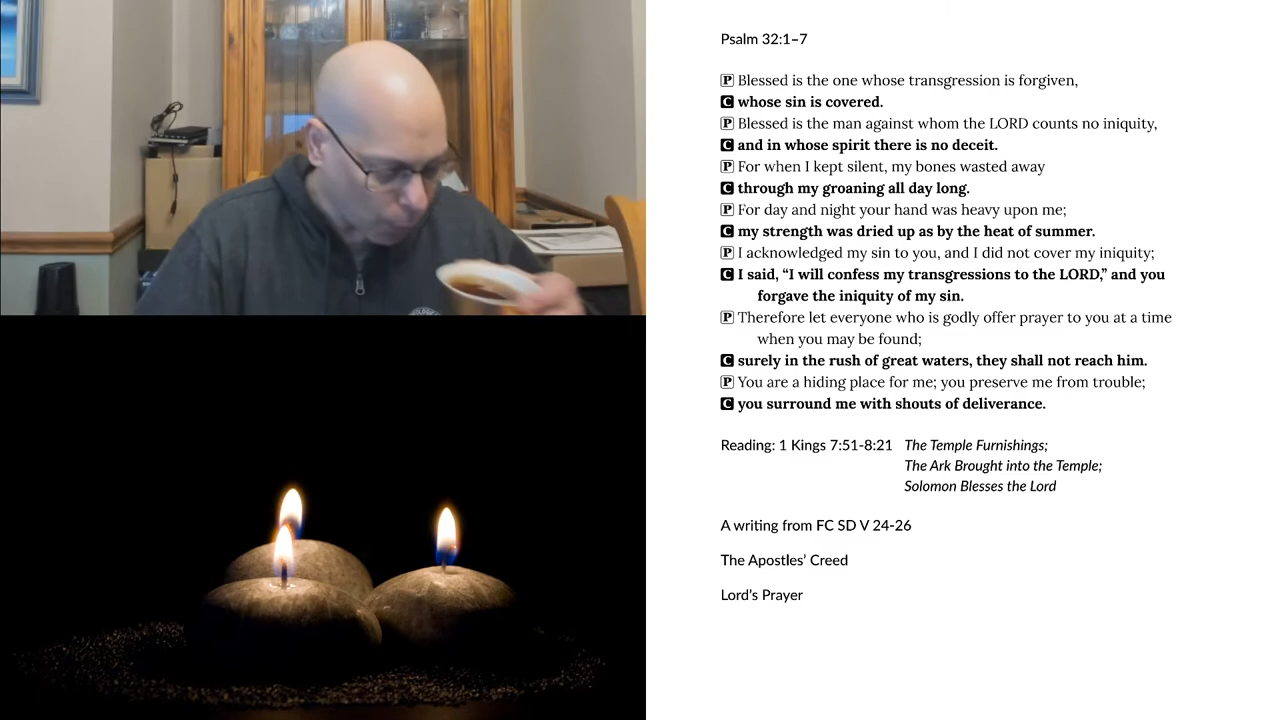 Psalm 32:1–7
P Blessed is the one whose transgression is forgiven,
C whose sin is covered.
P Blessed is the man against whom the LORD counts no iniquity,
C and in whose spirit there is no deceit.
P For when I kept silent, my bones wasted away
C through my groaning all day long.
P For day and night your hand was heavy upon me;
C my strength was dried up as by the heat of summer.
P I acknowledged my sin to you, and I did not cover my iniquity;
C I said, “I will confess my transgressions to the LORD,” and you
forgave the iniquity of my sin.
P Therefore let everyone who is godly offer prayer to you at a time
when you may be found;
C surely in the rush of great waters, they shall not reach him.
P You are a hiding place for me; you preserve me from trouble;
C you surround me with shouts of deliverance.
Reading: 1 Kings 7:51-8:21 The Temple Furnishings;
The Ark Brought into the Temple;
Solomon Blesses the Lord
A writing from FC SD V 24-26
The Apostles’ Creed
Lord’s Prayer